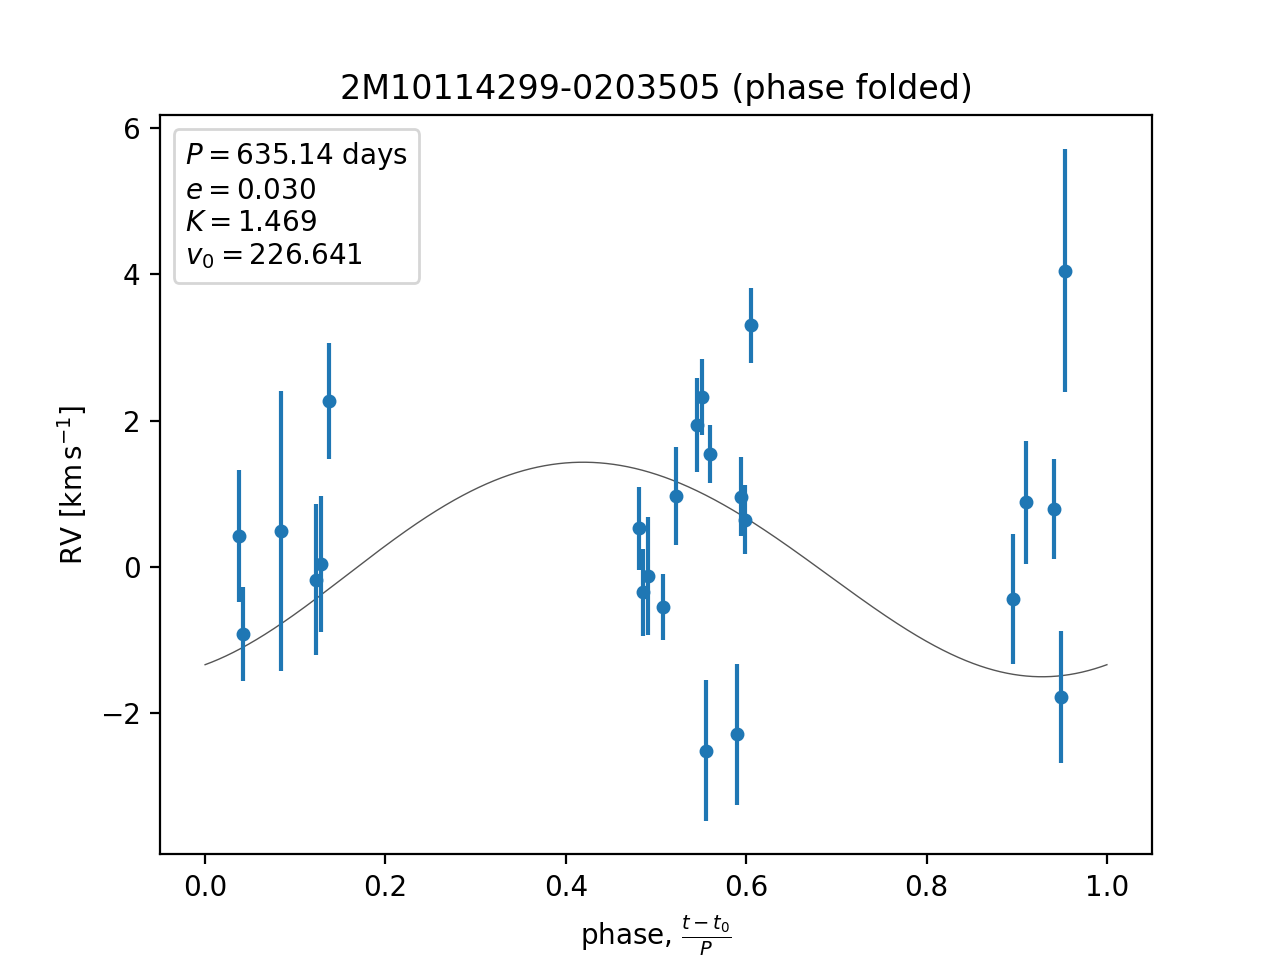 2M10114299-0203505 (phase folded)
P = 635.14 days
e = 0.030
K = 1.469
v₀ = 226.641
6
4
2
0
−2
RV [km s⁻¹]
0.0 0.2 0.4 0.6 0.8 1.0
phase, (t − t₀)/P